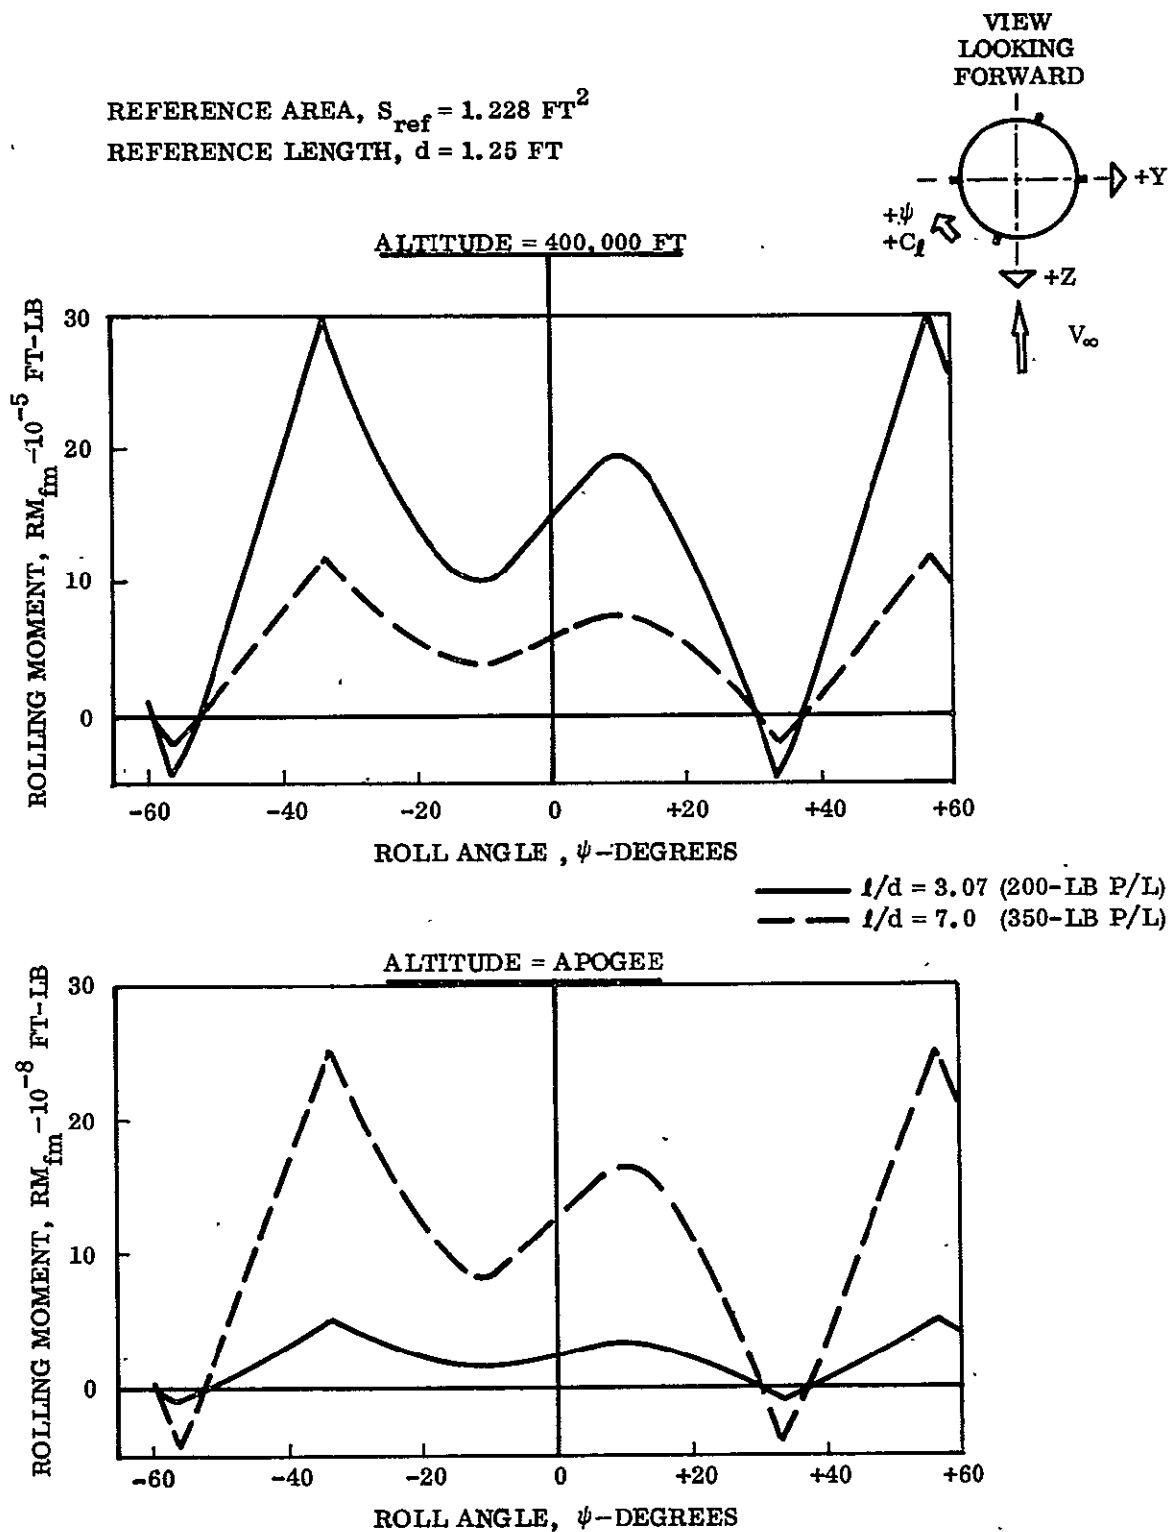 VIEW
LOOKING
FORWARD
REFERENCE AREA, S_ref = 1.228 FT²
REFERENCE LENGTH, d = 1.25 FT
+Y
+ψ
+C_ℓ
+Z
V∞
ALTITUDE = 400,000 FT
ROLLING MOMENT, RM_fm -10⁻⁵ FT-LB
30
20
10
0
-60 -40 -20 0 +20 +40 +60
ROLL ANGLE , ψ-DEGREES
ℓ/d = 3.07 (200-LB P/L)
ℓ/d = 7.0 (350-LB P/L)
ALTITUDE = APOGEE
ROLLING MOMENT, RM_fm -10⁻⁸ FT-LB
30
20
10
0
-60 -40 -20 0 +20 +40 +60
ROLL ANGLE, ψ-DEGREES